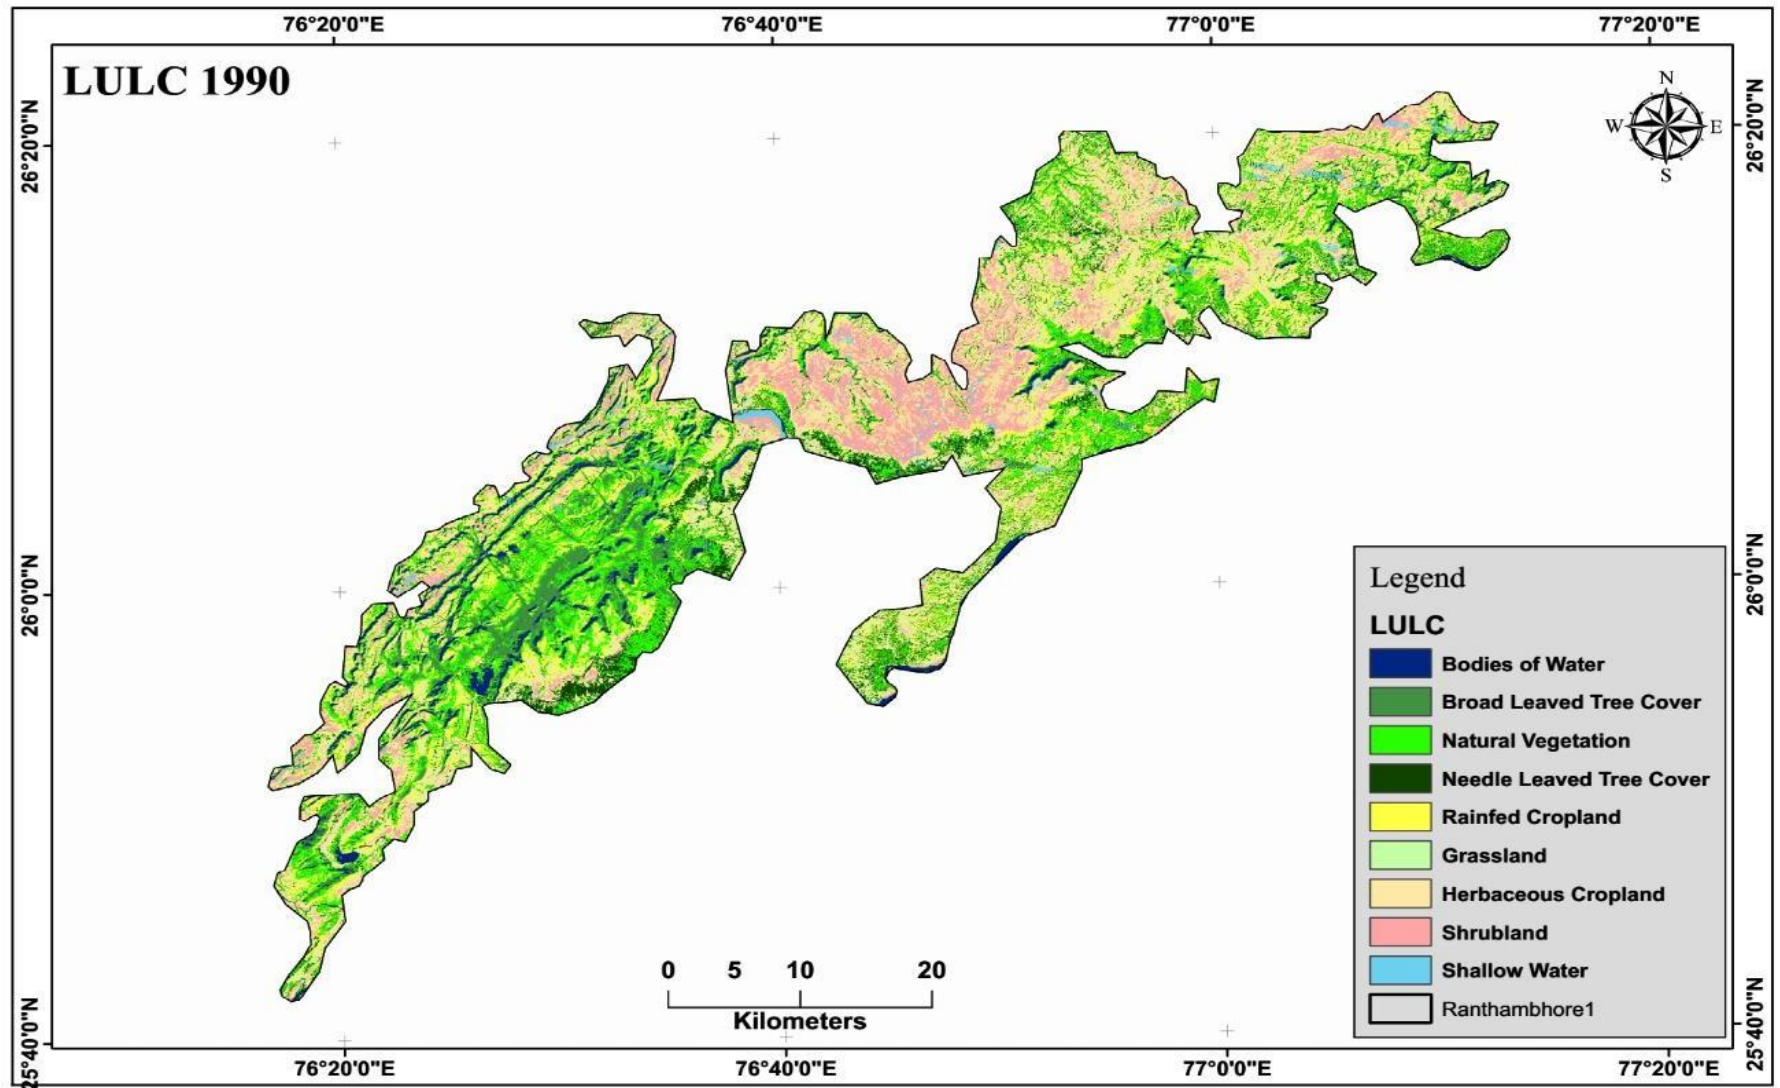 76°20'0"E 76°40'0"E 77°0'0"E 77°20'0"E
LULC 1990
N
W E
S
26°20'0"N 26°20'0"N
26°0'0"N 26°0'0"N
Legend
LULC
Bodies of Water
Broad Leaved Tree Cover
Natural Vegetation
Needle Leaved Tree Cover
Rainfed Cropland
Grassland
Herbaceous Cropland
Shrubland
Shallow Water
Ranthambhore1
0 5 10 20
Kilometers
25°40'0"N 25°40'0"N
76°20'0"E 76°40'0"E 77°0'0"E 77°20'0"E